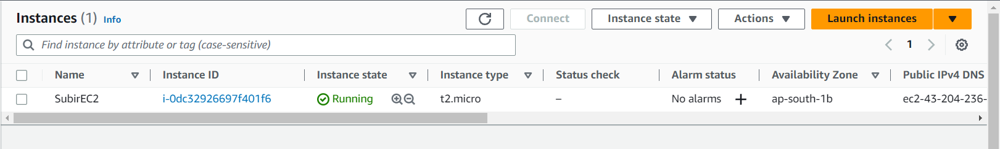 Instances (1) Info Connect Instance state Actions Launch instances
Find instance by attribute or tag (case-sensitive) 1
Name Instance ID Instance state Instance type Status check Alarm status Availability Zone Public IPv4 DNS
SubirEC2 i-0dc32926697f401f6 Running t2.micro – No alarms + ap-south-1b ec2-43-204-236-